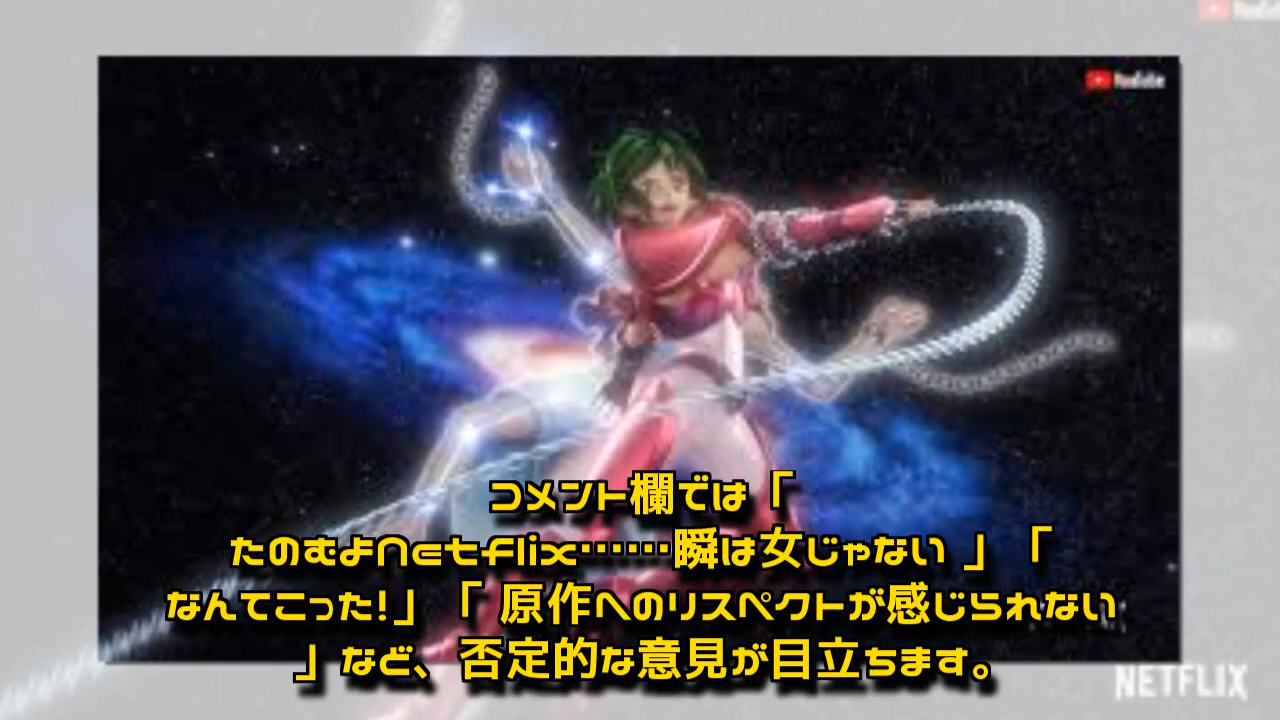 YouTube
コメント欄では「
たのむよNetflix……瞬は女じゃない 」「
なんてこった!」「 原作へのリスペクトが感じられない
」など、否定的な意見が目立ちます。
NETFLIX